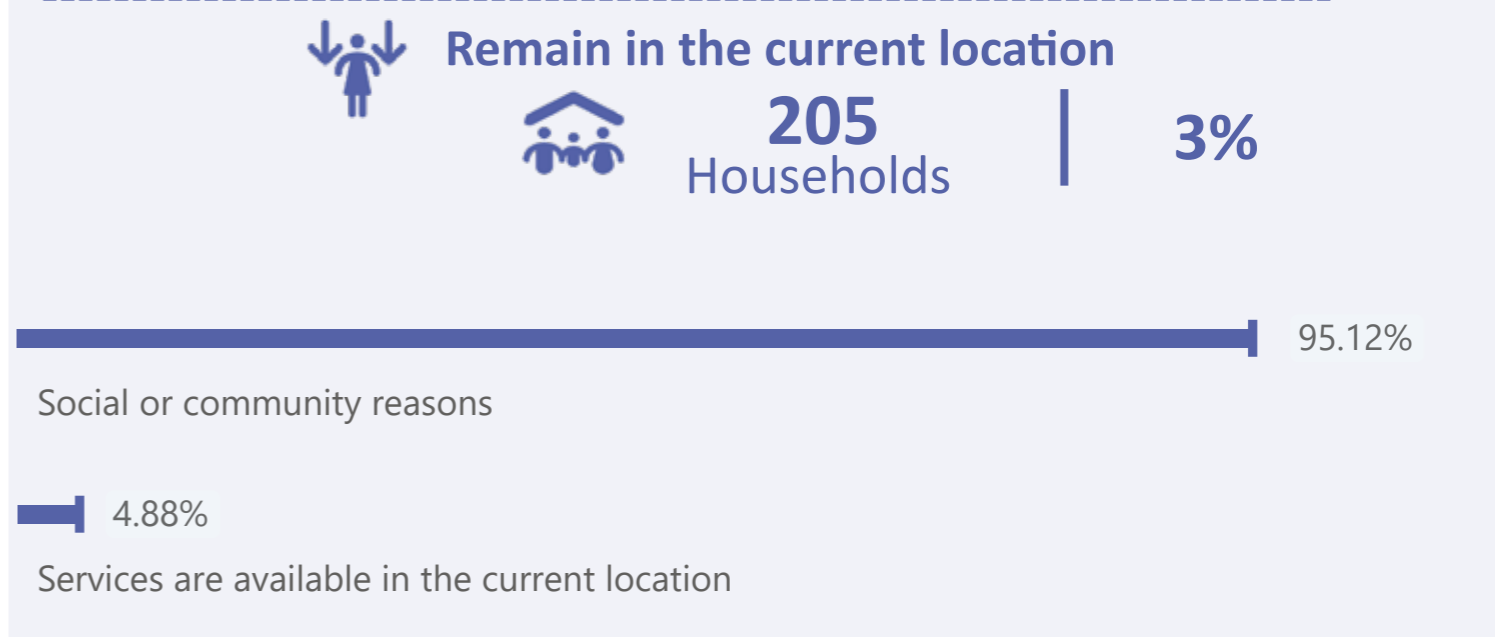 Remain in the current location
205
Households
3%
95.12%
Social or community reasons
4.88%
Services are available in the current location